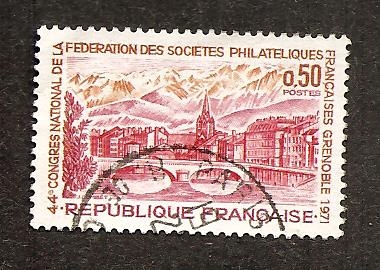 44e CONGRES NATIONAL DE LA FEDERATION DES SOCIETES PHILATELIQUES FRANÇAISES GRENOBLE 1971
0,50
POSTES
REPUBLIQUE FRANÇAISE